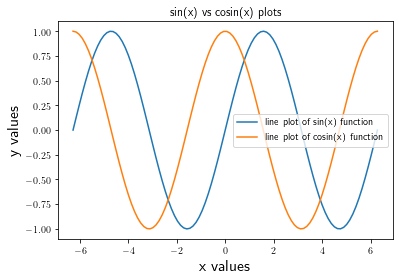 sin(x) vs cosin(x) plots
1.00
0.75
0.50
0.25
0.00
−0.25
−0.50
−0.75
−1.00
y values
line plot of sin(x) function
line plot of cosin(x) function
−6 −4 −2 0 2 4 6
x values